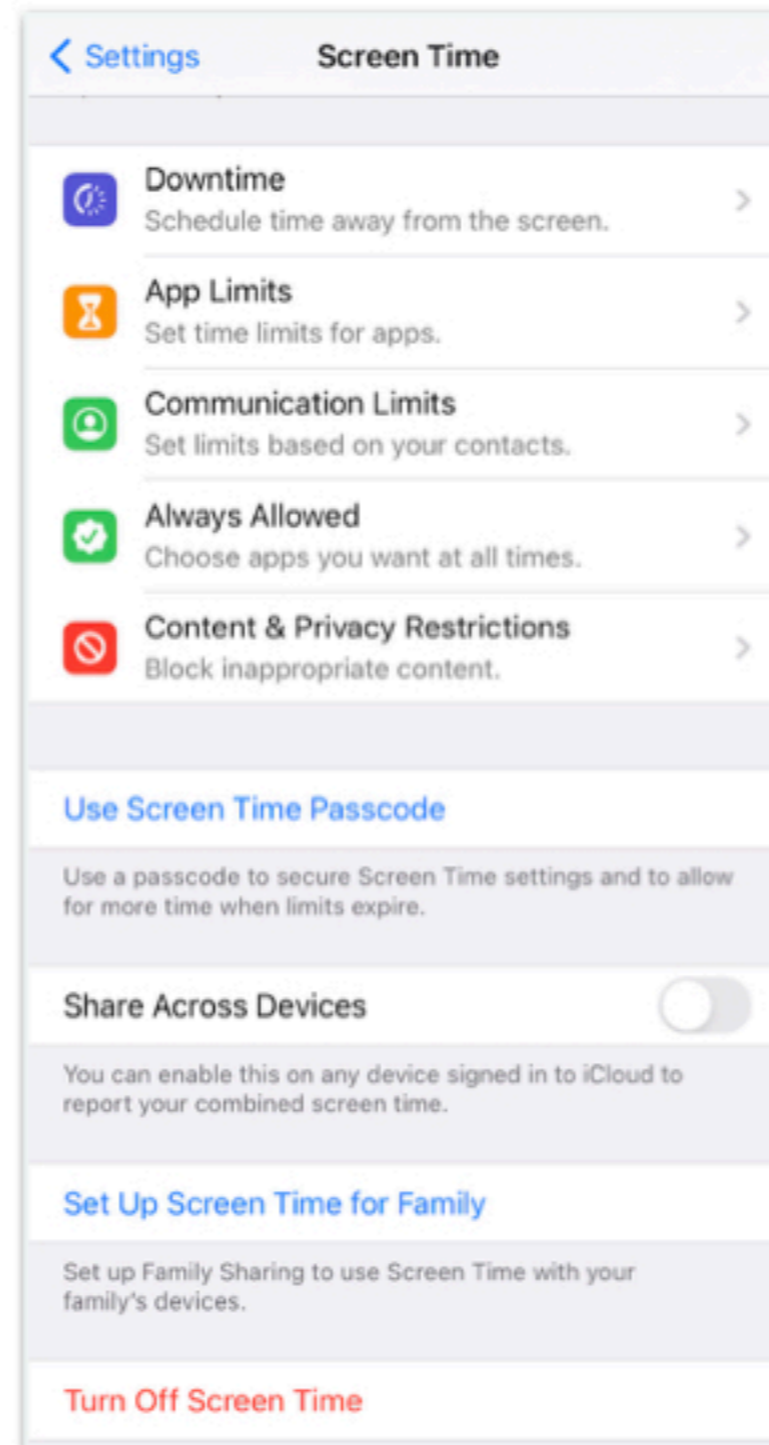 Settings
Screen Time
Downtime
Schedule time away from the screen.
App Limits
Set time limits for apps.
Communication Limits
Set limits based on your contacts.
Always Allowed
Choose apps you want at all times.
Content & Privacy Restrictions
Block inappropriate content.
Use Screen Time Passcode
Use a passcode to secure Screen Time settings and to allow
for more time when limits expire.
Share Across Devices
You can enable this on any device signed in to iCloud to
report your combined screen time.
Set Up Screen Time for Family
Set up Family Sharing to use Screen Time with your
family's devices.
Turn Off Screen Time